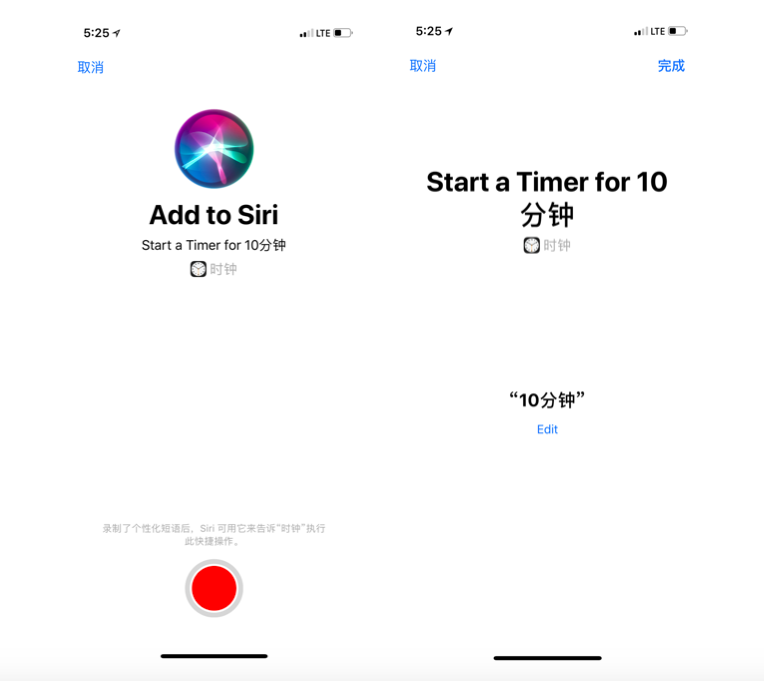 5:25
LTE
取消
Add to Siri
Start a Timer for 10分钟
时钟
录制了个性化短语后，Siri 可用它来告诉“时钟”执行
此快捷操作。
5:25
LTE
取消
完成
Start a Timer for 10
分钟
时钟
“10分钟”
Edit